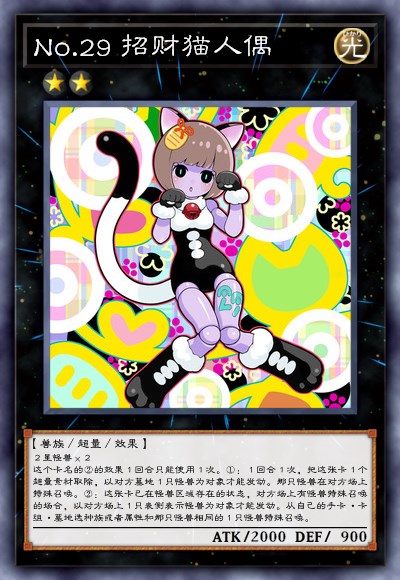 No.29 招财猫人偶
ひかり
光
29
【兽族／超量／效果】
２星怪兽×２
这个卡名的②的效果１回合只能使用１次。①：１回合１次，把这张卡１个
超量素材取除，以对方墓地１只怪兽为对象才能发动。那只怪兽在对方场上
特殊召唤。②：这张卡已在怪兽区域存在的状态，对方场上有怪兽特殊召唤
的场合，以对方场上１只表侧表示怪兽为对象才能发动。从自己的手卡・卡
组・墓地选种族或者属性和那只怪兽相同的１只怪兽特殊召唤。
ATK/2000 DEF/ 900